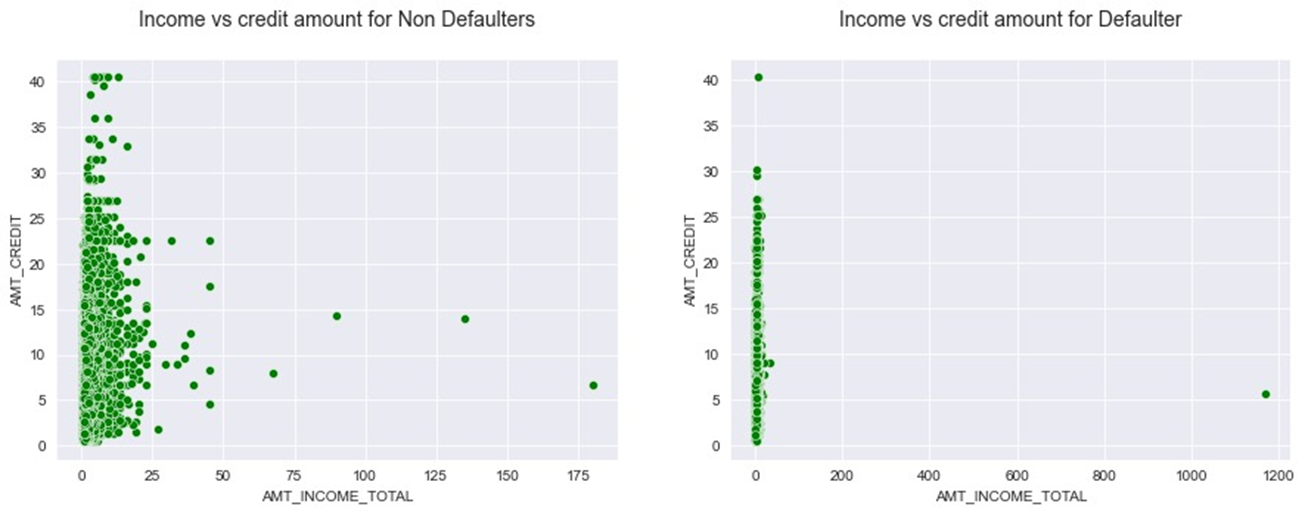 Income vs credit amount for Non Defaulters
40
35
30
25
20
15
10
5
0
AMT_CREDIT
0 25 50 75 100 125 150 175
AMT_INCOME_TOTAL
Income vs credit amount for Defaulter
40
35
30
25
20
15
10
5
0
AMT_CREDIT
0 200 400 600 800 1000 1200
AMT_INCOME_TOTAL